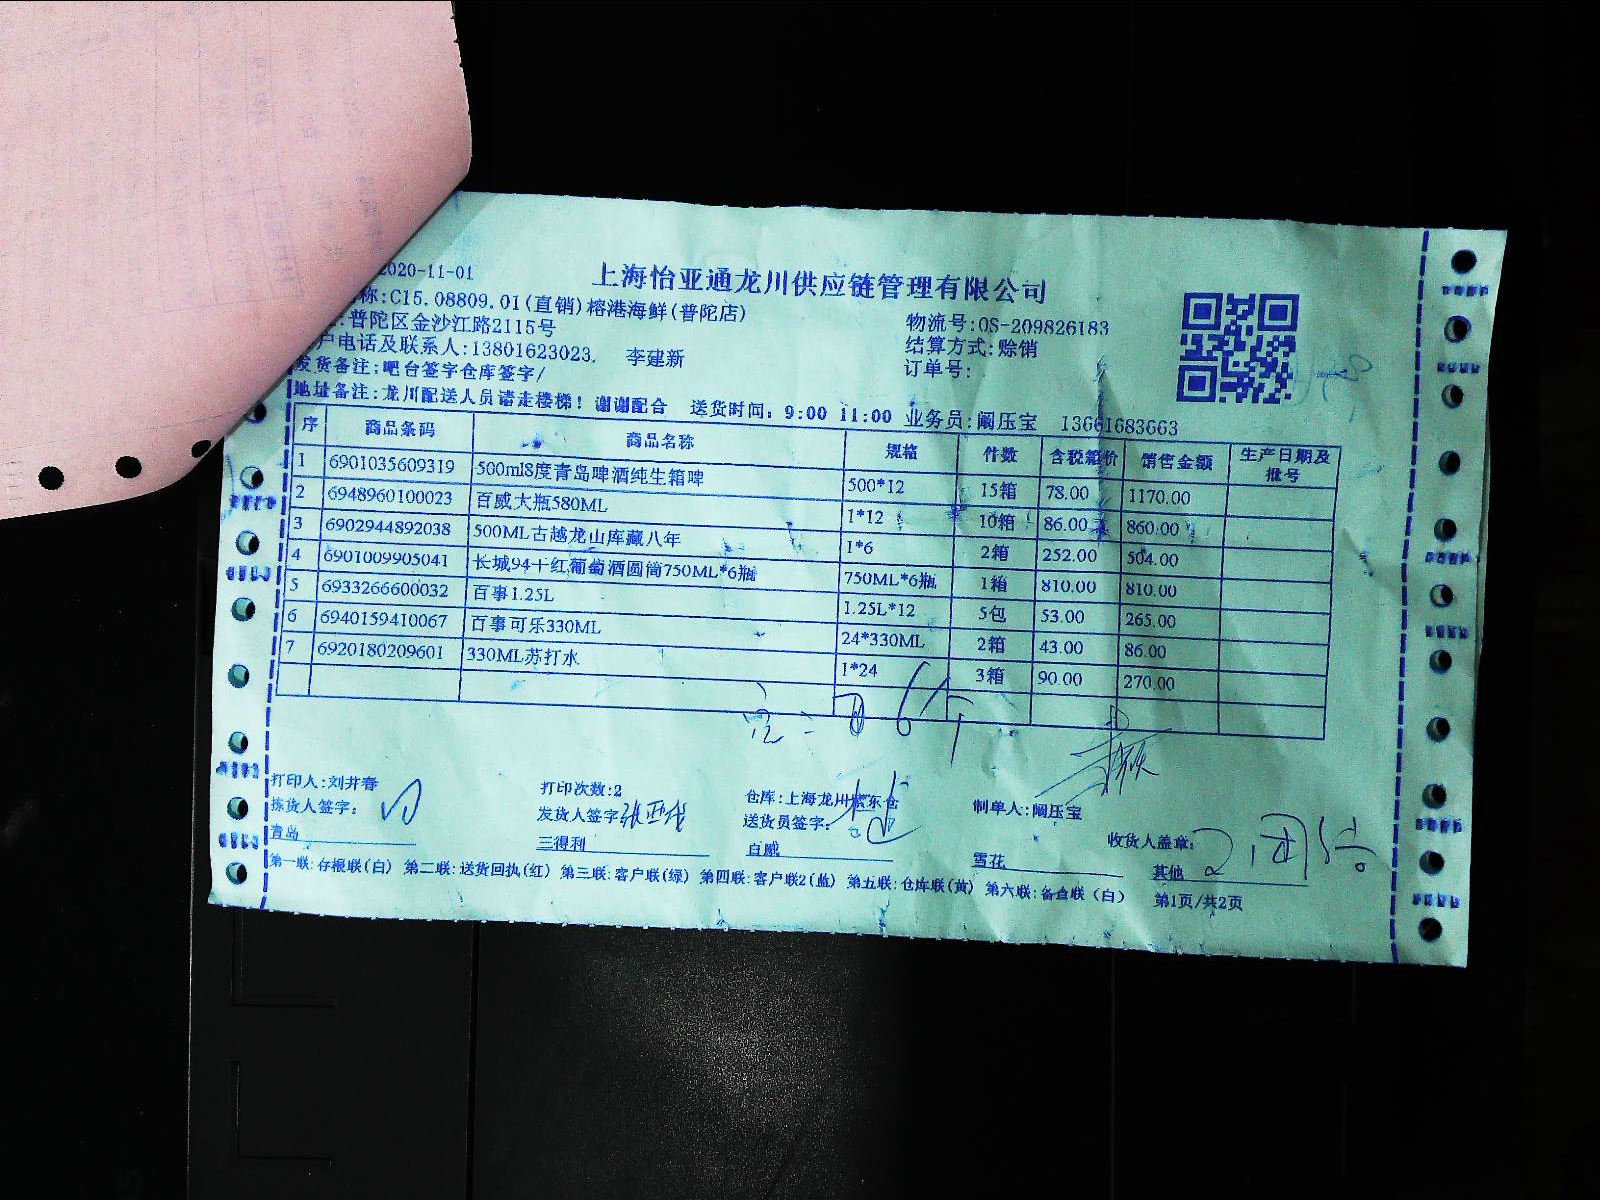 2020-11-01
上海怡亚通龙川供应链管理有限公司
称:C15.08809.01(直销)榕港海鲜(普陀店)
物流号:OS-209826183
:普陀区金沙江路2115号
结算方式:赊销
户电话及联系人:13801623023, 李建新
订单号:
发货备注:吧台签字仓库签字/
地址备注:龙川配送人员请走楼梯!谢谢配合 送货时间:9:00 11:00 业务员:阚压宝 13661683663
序 商品条码 商品名称 规格 件数 含税箱价 销售金额 生产日期及批号
1 6901035609319 500ml8度青岛啤酒纯生箱啤 500*12 15箱 78.00 1170.00
2 6948960100023 百威大瓶580ML 1*12 10箱 86.00 860.00
3 6902944892038 500ML古越龙山库藏八年 1*6 2箱 252.00 504.00
4 6901009905041 长城94十红葡萄酒圆筒750ML*6瓶 750ML*6瓶 1箱 810.00 810.00
5 6933266600032 百事1.25L 1.25L*12 5包 53.00 265.00
6 6940159410067 百事可乐330ML 24*330ML 2箱 43.00 86.00
7 6920180209601 330ML苏打水 1*24 3箱 90.00 270.00
打印人:刘井春 打印次数:2 仓库:上海龙川 东仓 制单人:阚压宝
拣货人签字: 发货人签字 送货员签字: 收货人盖章:
青岛 三得利 百威 雪花 其他
第一联:存根联(白) 第二联:送货回执(红) 第三联:客户联(绿) 第四联:客户联2(蓝) 第五联:仓库联(黄) 第六联:备查联(白) 第1页/共2页